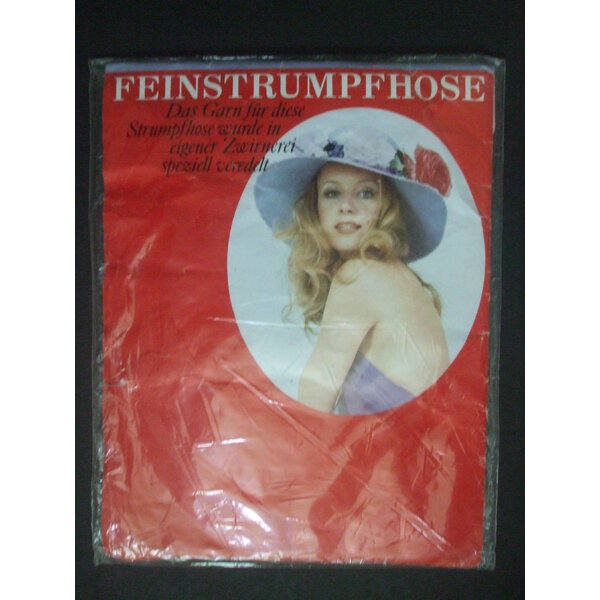 FEINSTRUMPFHOSE
Das Garn für diese
Strumpfhose wurde in
eigener Zwirnerei
speziell veredelt